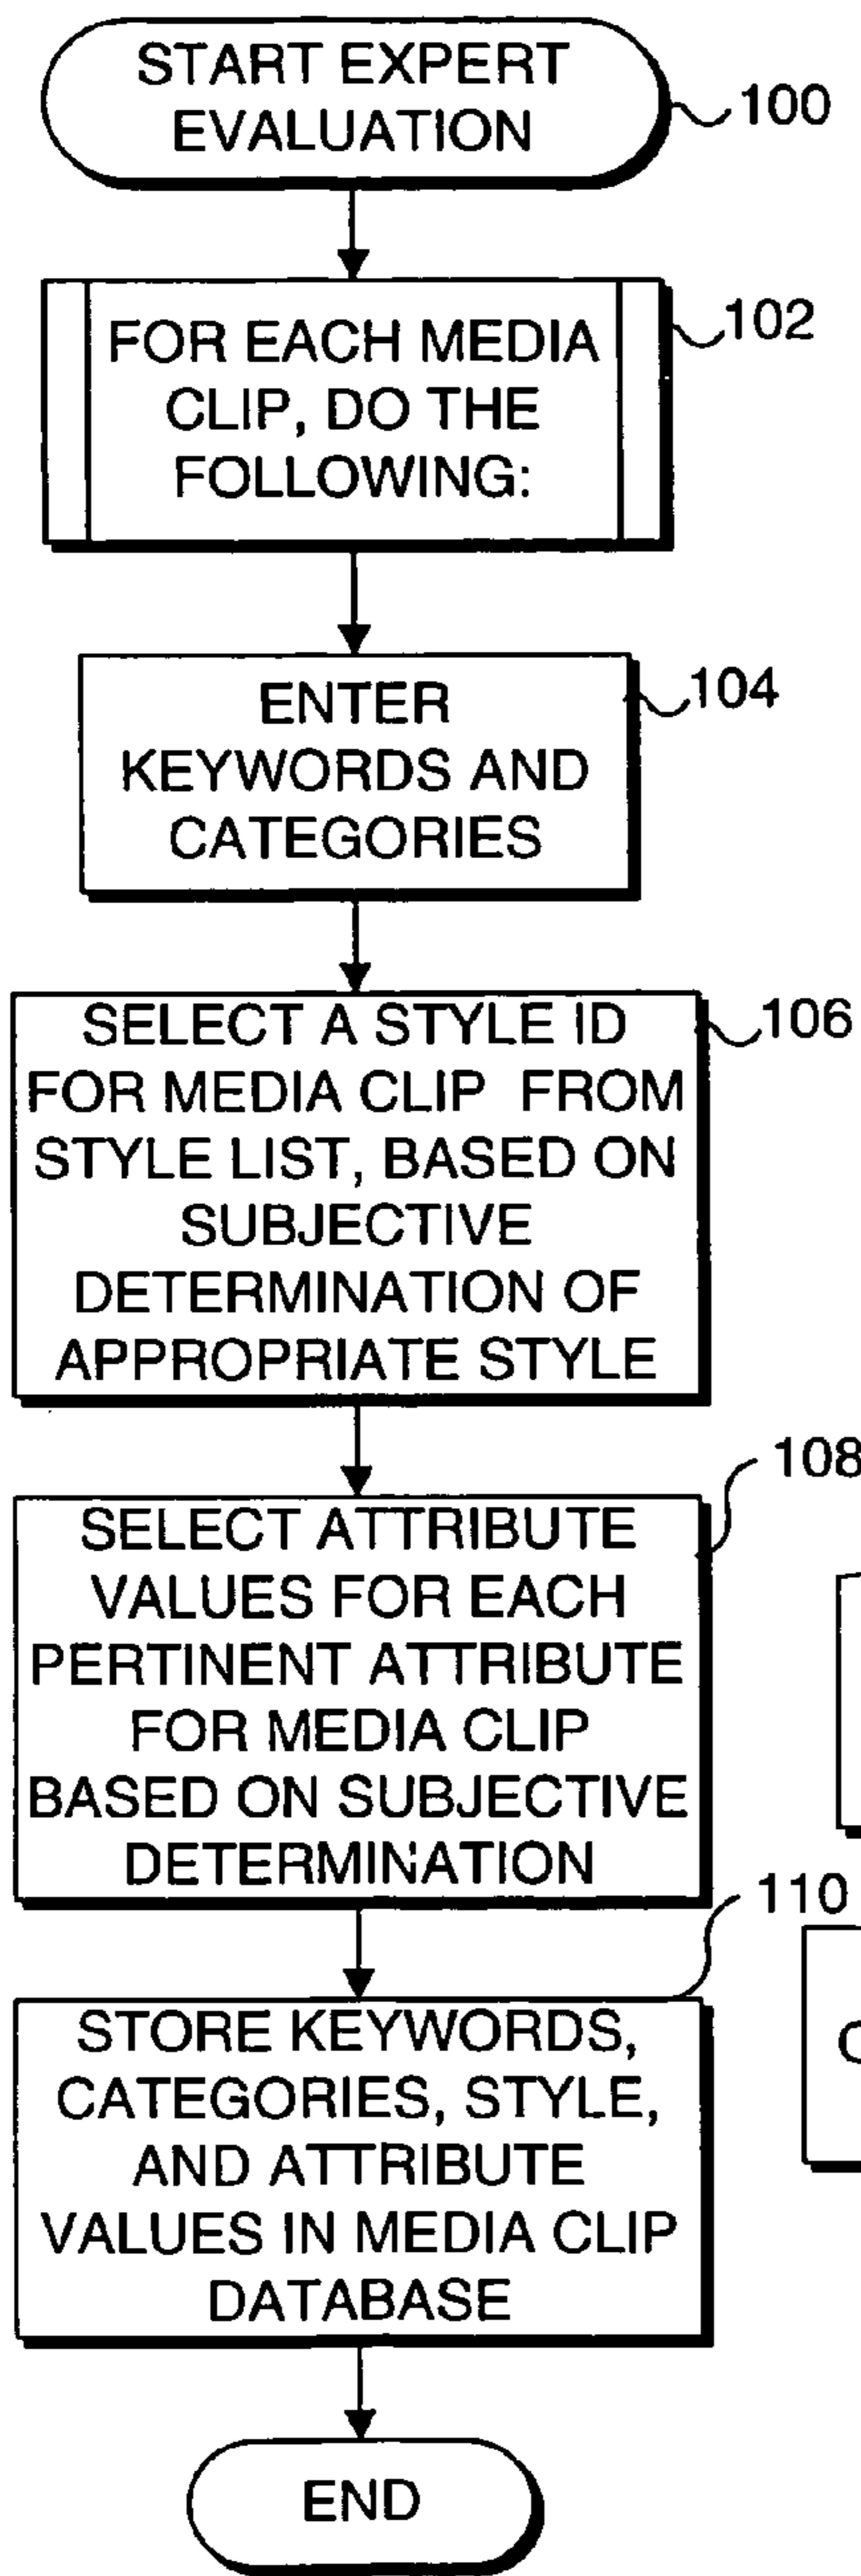 START EXPERT
EVALUATION
100
FOR EACH MEDIA
CLIP, DO THE
FOLLOWING:
102
ENTER
KEYWORDS AND
CATEGORIES
104
SELECT A STYLE ID
FOR MEDIA CLIP FROM
STYLE LIST, BASED ON
SUBJECTIVE
DETERMINATION OF
APPROPRIATE STYLE
106
SELECT ATTRIBUTE
VALUES FOR EACH
PERTINENT ATTRIBUTE
FOR MEDIA CLIP
BASED ON SUBJECTIVE
DETERMINATION
108
STORE KEYWORDS,
CATEGORIES, STYLE,
AND ATTRIBUTE
VALUES IN MEDIA CLIP
DATABASE
110
END